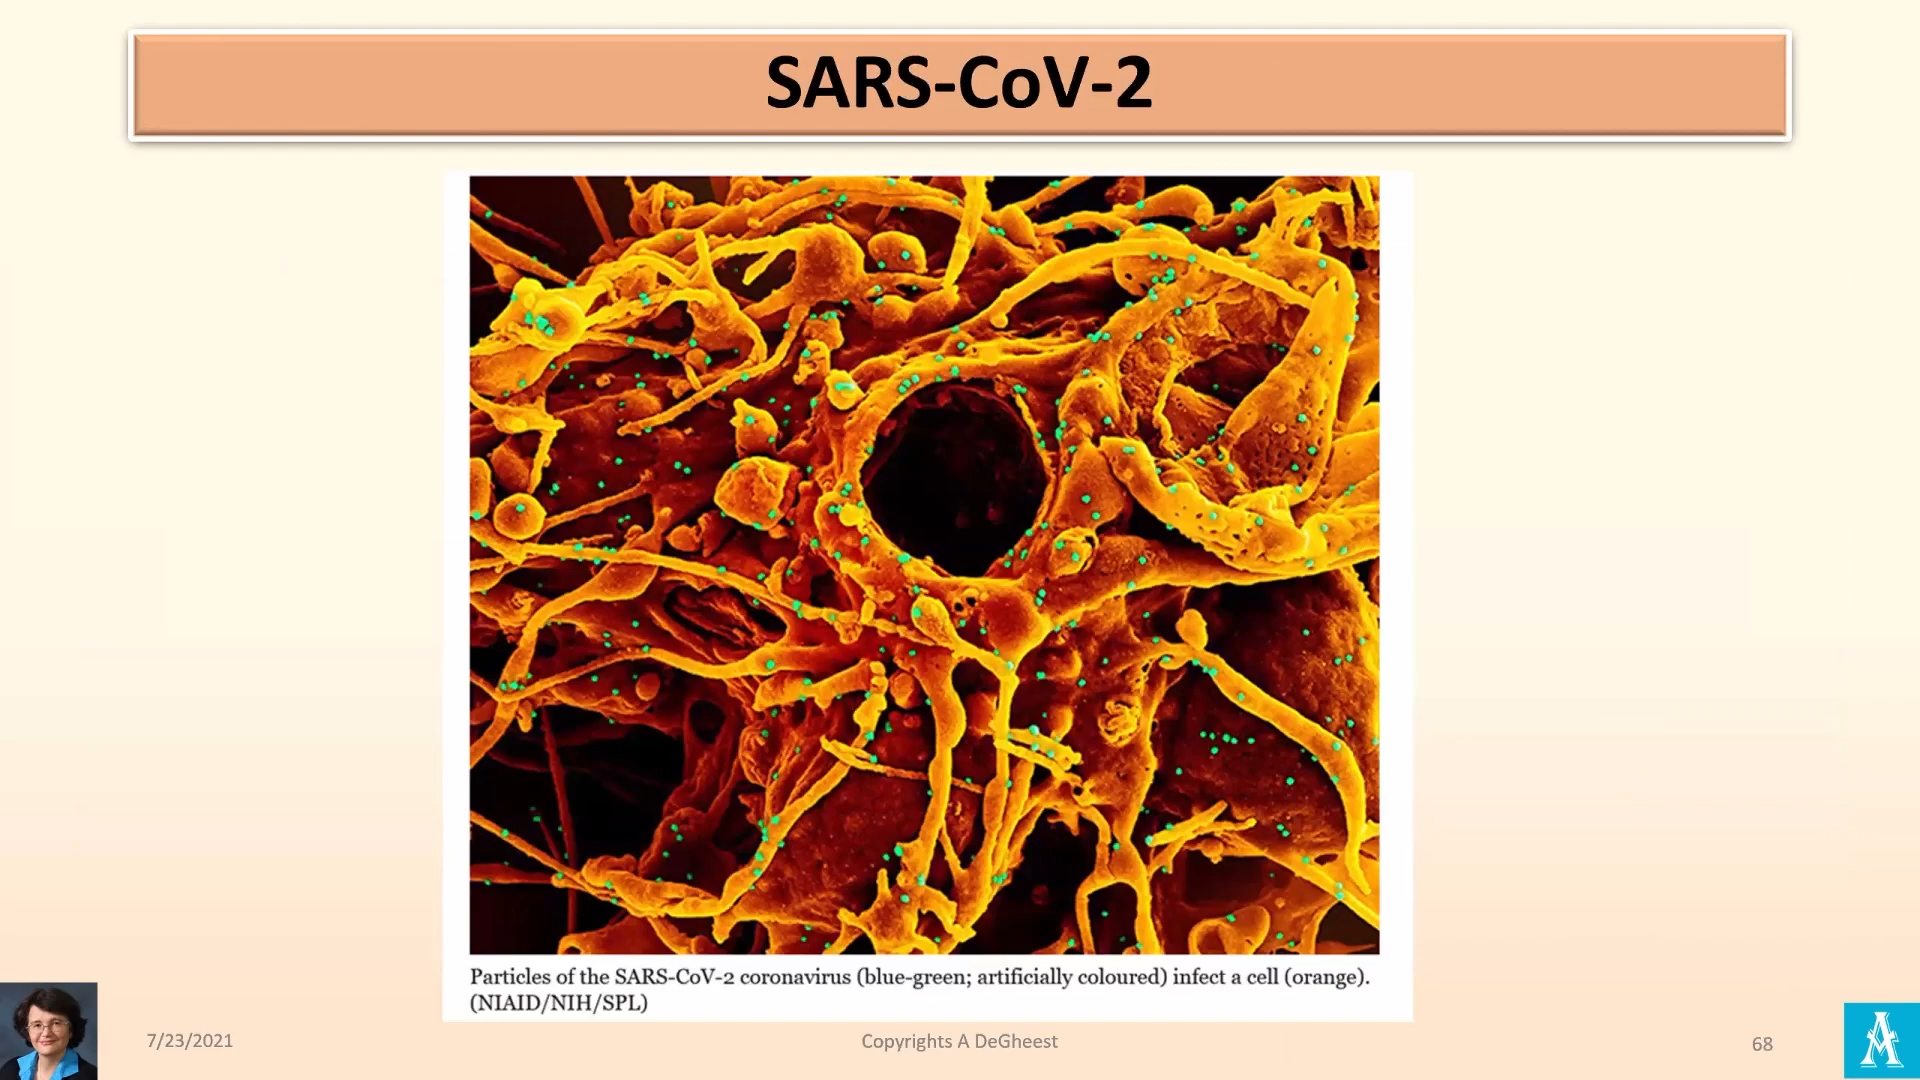 SARS-CoV-2
Particles of the SARS-CoV-2 coronavirus (blue-green; artificially coloured) infect a cell (orange).
(NIAID/NIH/SPL)
7/23/2021
Copyrights A DeGheest
68
A